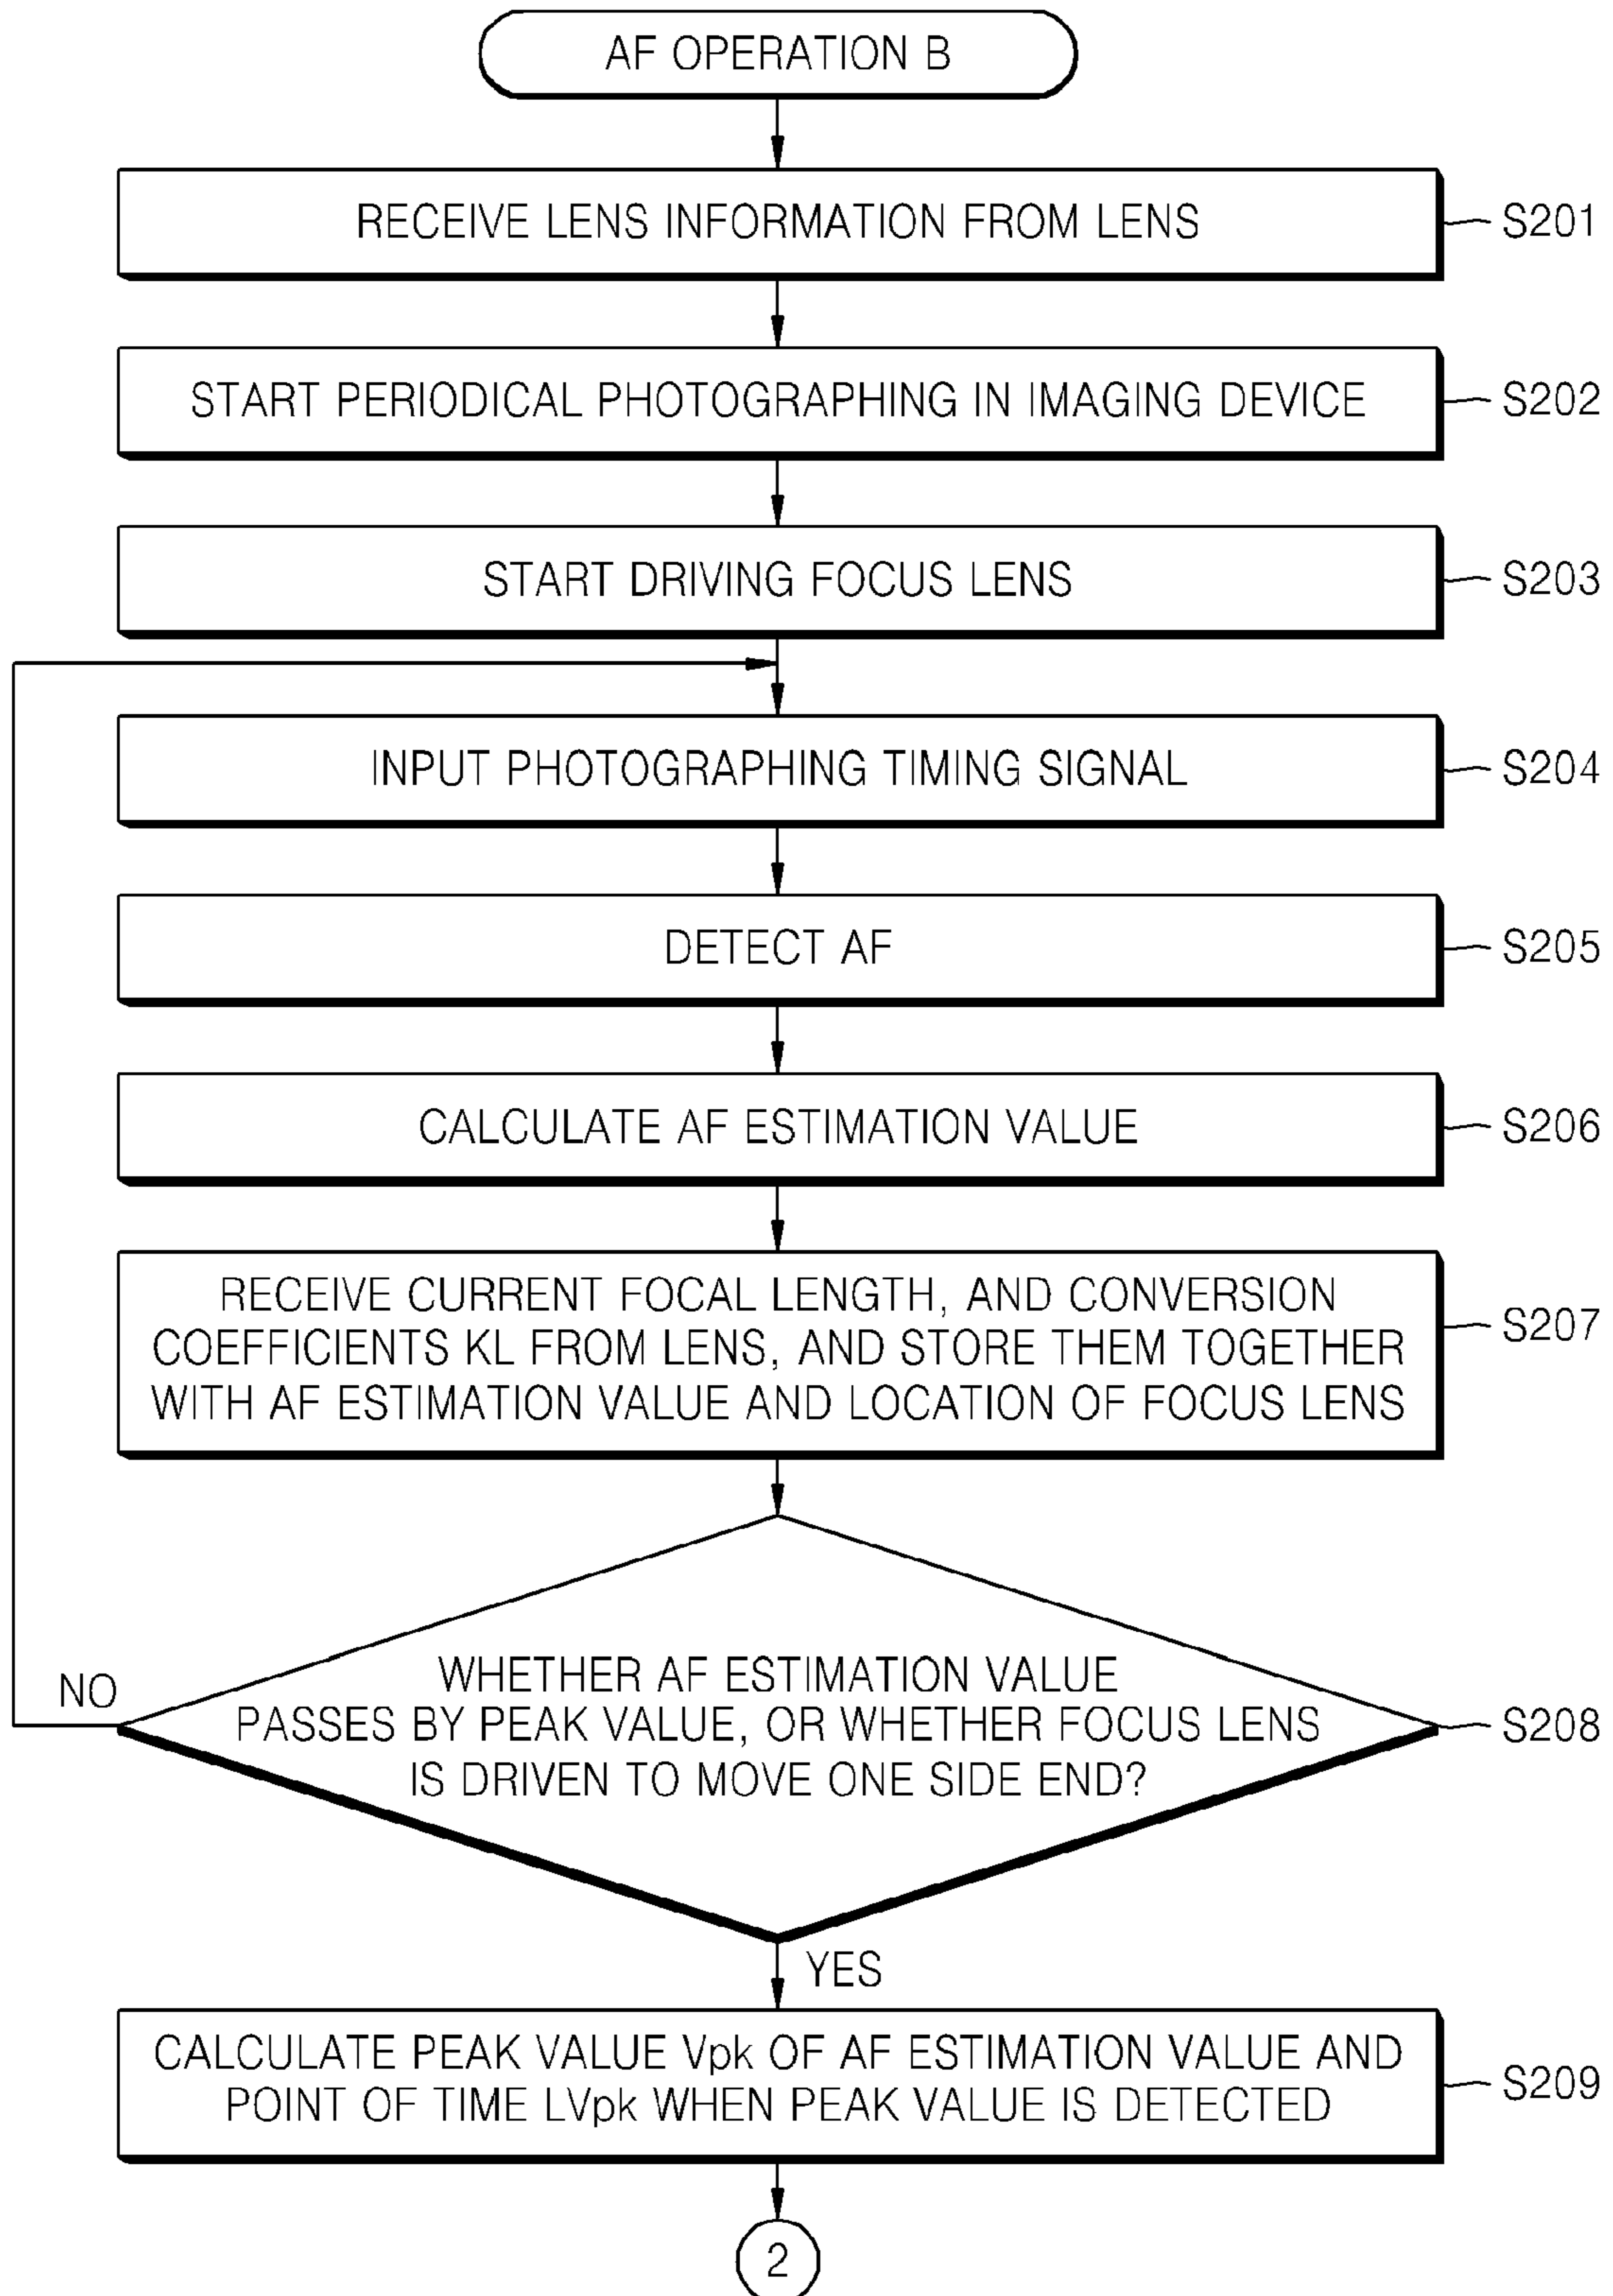 AF OPERATION B
RECEIVE LENS INFORMATION FROM LENS
S201
START PERIODICAL PHOTOGRAPHING IN IMAGING DEVICE
S202
START DRIVING FOCUS LENS
S203
INPUT PHOTOGRAPHING TIMING SIGNAL
S204
DETECT AF
S205
CALCULATE AF ESTIMATION VALUE
S206
RECEIVE CURRENT FOCAL LENGTH, AND CONVERSION
COEFFICIENTS KL FROM LENS, AND STORE THEM TOGETHER
WITH AF ESTIMATION VALUE AND LOCATION OF FOCUS LENS
S207
NO
WHETHER AF ESTIMATION VALUE
PASSES BY PEAK VALUE, OR WHETHER FOCUS LENS
IS DRIVEN TO MOVE ONE SIDE END?
S208
YES
CALCULATE PEAK VALUE Vpk OF AF ESTIMATION VALUE AND
POINT OF TIME LVpk WHEN PEAK VALUE IS DETECTED
S209
2